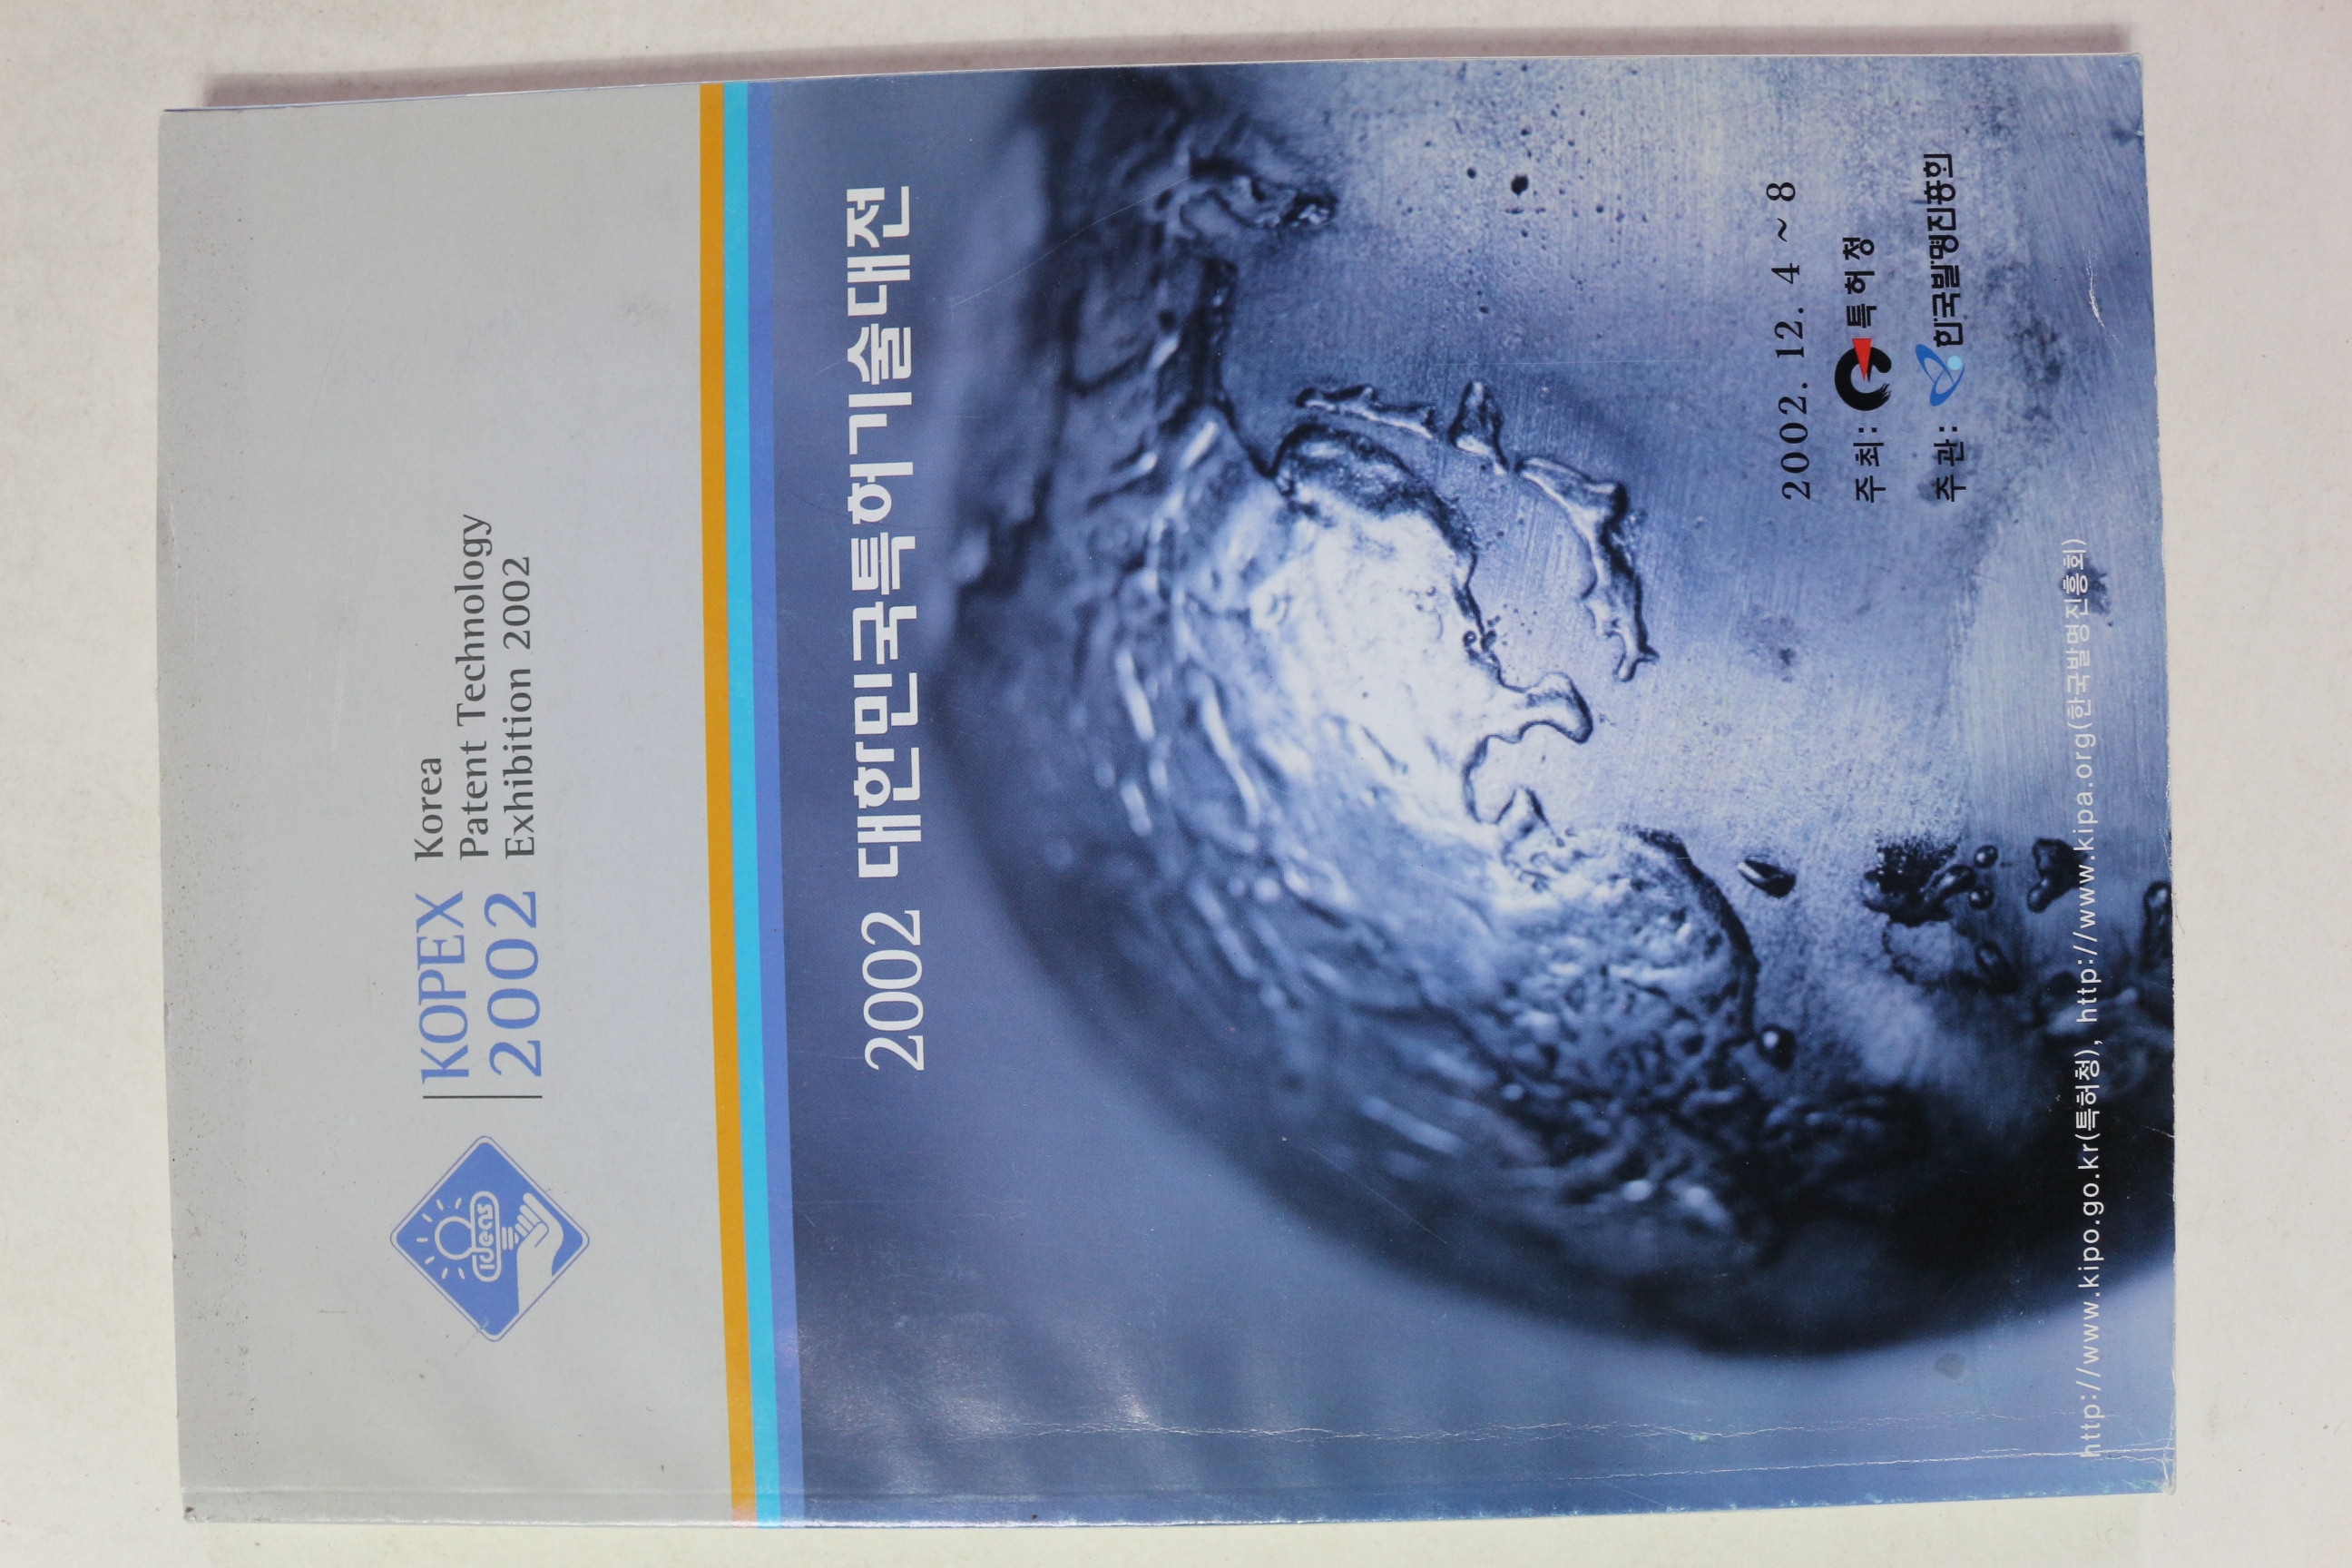 Ideas
KOPEX
2002
Korea
Patent Technology
Exhibition 2002
2002 대한민국특허기술대전
2002. 12. 4 ~ 8
주 최 : 특허청
주 관 : 한국발명진흥회
http://www.kipo.go.kr(특허청), http://www.kipa.org(한국발명진흥회)